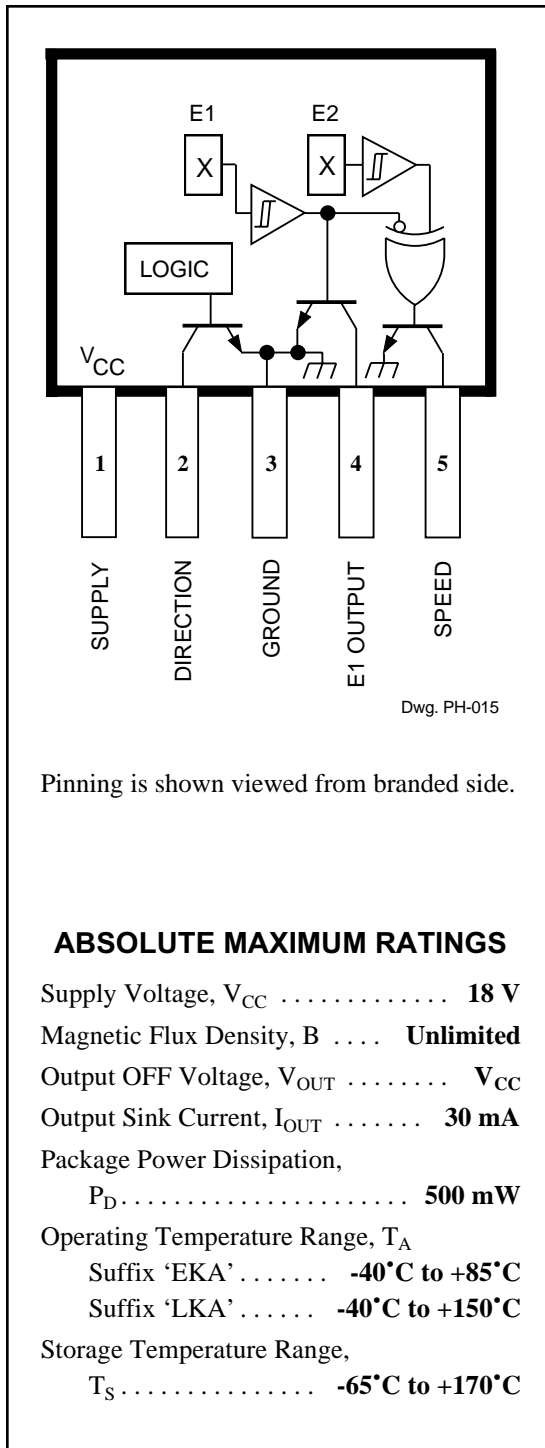 E1 E2
X X
LOGIC
VCC
1 2 3 4 5
SUPPLY
DIRECTION
GROUND
E1 OUTPUT
SPEED
Dwg. PH-015
Pinning is shown viewed from branded side.
ABSOLUTE MAXIMUM RATINGS
Supply Voltage, VCC . . . . . . . . . . . . . 18 V
Magnetic Flux Density, B . . . . Unlimited
Output OFF Voltage, VOUT . . . . . . . . VCC
Output Sink Current, IOUT . . . . . . . 30 mA
Package Power Dissipation,
PD . . . . . . . . . . . . . . . . . . . . . . 500 mW
Operating Temperature Range, TA
Suffix ‘EKA’ . . . . . . . -40°C to +85°C
Suffix ‘LKA’ . . . . . . -40°C to +150°C
Storage Temperature Range,
TS . . . . . . . . . . . . . . . -65°C to +170°C